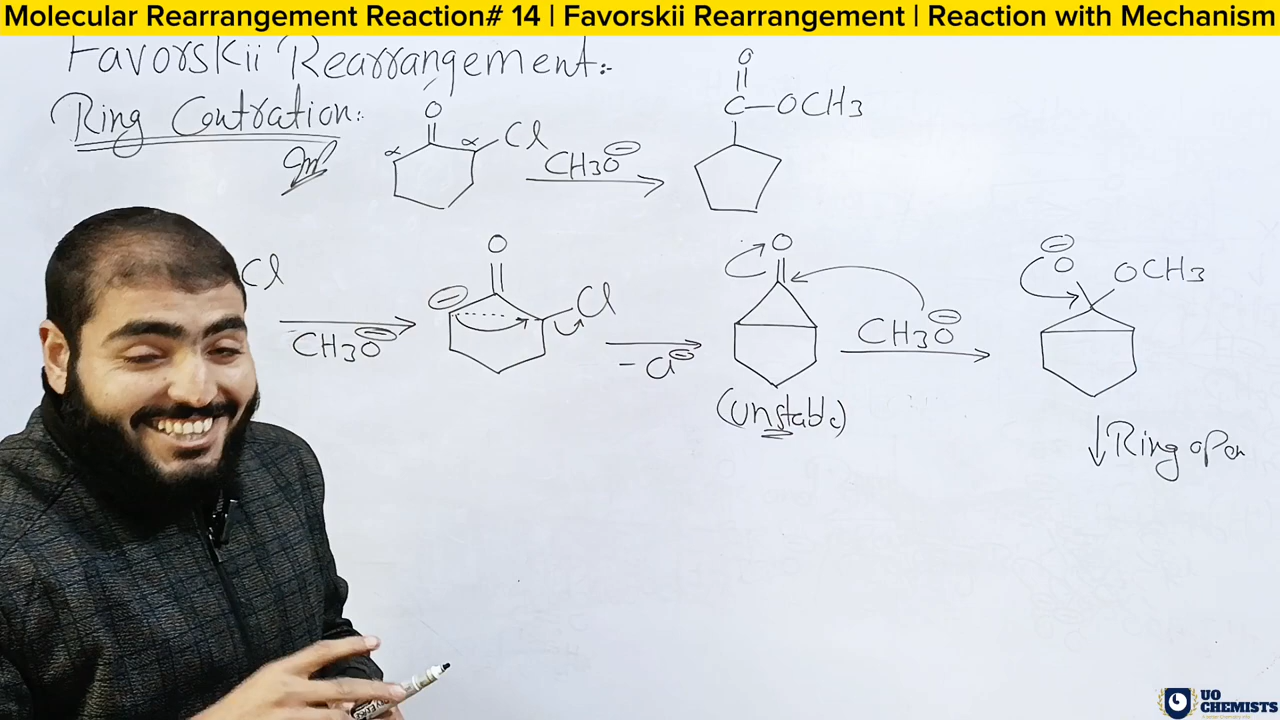 Molecular Rearrangement Reaction# 14 | Favorskii Rearrangement | Reaction with Mechanism
Favorskii Rearrangement:-
Ring Contration:
O
α α Cl
CH3O⊖
O
C-OCH3
Cl
CH3O⊖
O
⊖
Cl
-Cl⊖
O
(Unstable)
CH3O⊖
⊖
O
OCH3
Ring open
UO
CHEMISTS